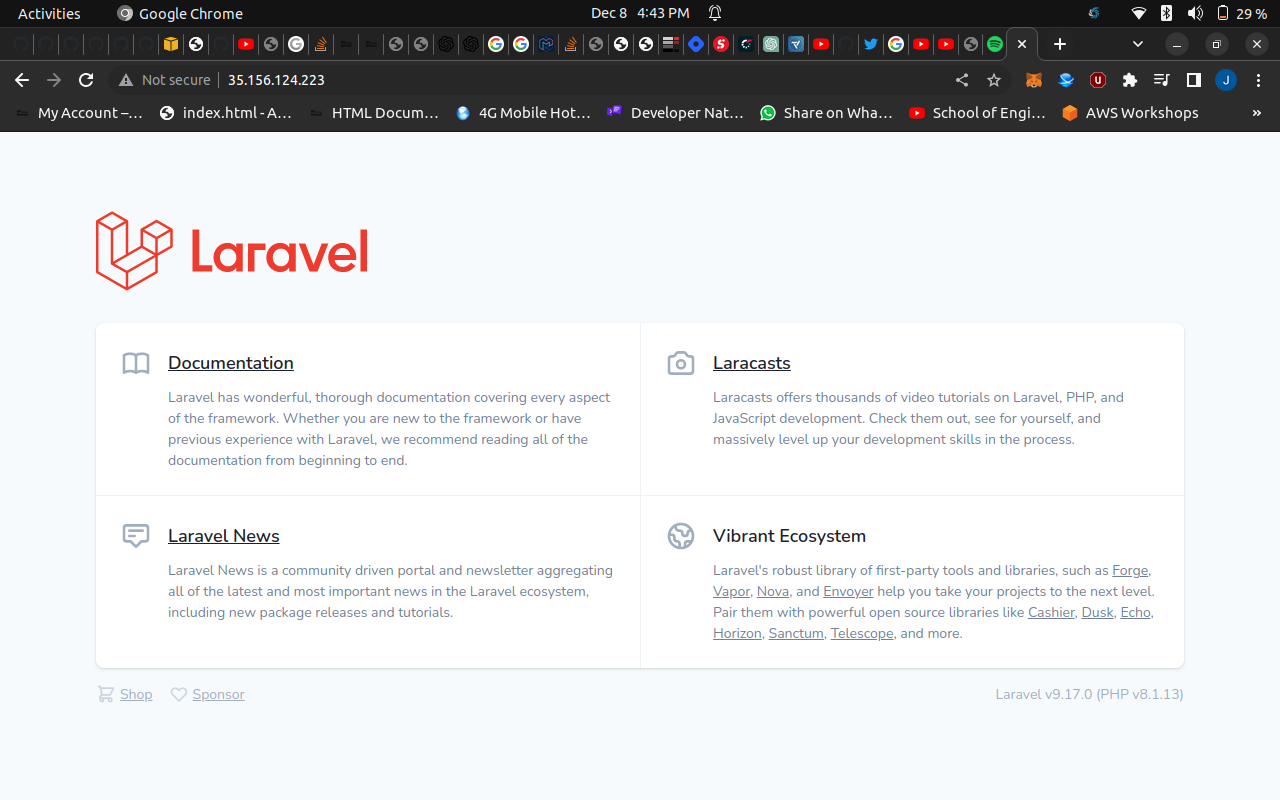 Activities
Google Chrome
Dec 8 4:43 PM
29 %
Not secure
35.156.124.223
J
My Account –…
index.html - A…
HTML Docum…
4G Mobile Hot…
Developer Nat…
Share on Wha…
School of Engi…
AWS Workshops
»
Laravel
Documentation
Laravel has wonderful, thorough documentation covering every aspect
of the framework. Whether you are new to the framework or have
previous experience with Laravel, we recommend reading all of the
documentation from beginning to end.
Laracasts
Laracasts offers thousands of video tutorials on Laravel, PHP, and
JavaScript development. Check them out, see for yourself, and
massively level up your development skills in the process.
Laravel News
Laravel News is a community driven portal and newsletter aggregating
all of the latest and most important news in the Laravel ecosystem,
including new package releases and tutorials.
Vibrant Ecosystem
Laravel's robust library of first-party tools and libraries, such as Forge,
Vapor, Nova, and Envoyer help you take your projects to the next level.
Pair them with powerful open source libraries like Cashier, Dusk, Echo,
Horizon, Sanctum, Telescope, and more.
Shop
Sponsor
Laravel v9.17.0 (PHP v8.1.13)